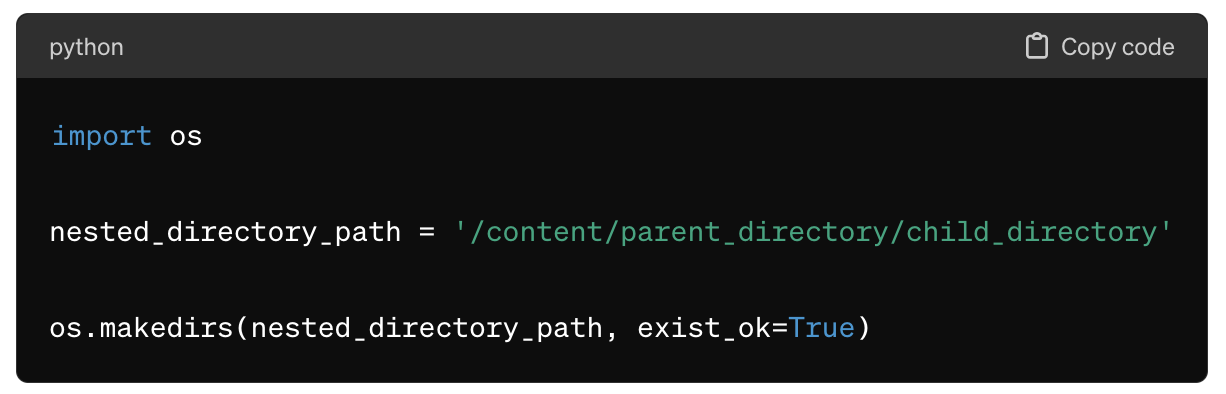 python
Copy code
import os
nested_directory_path = '/content/parent_directory/child_directory'
os.makedirs(nested_directory_path, exist_ok=True)